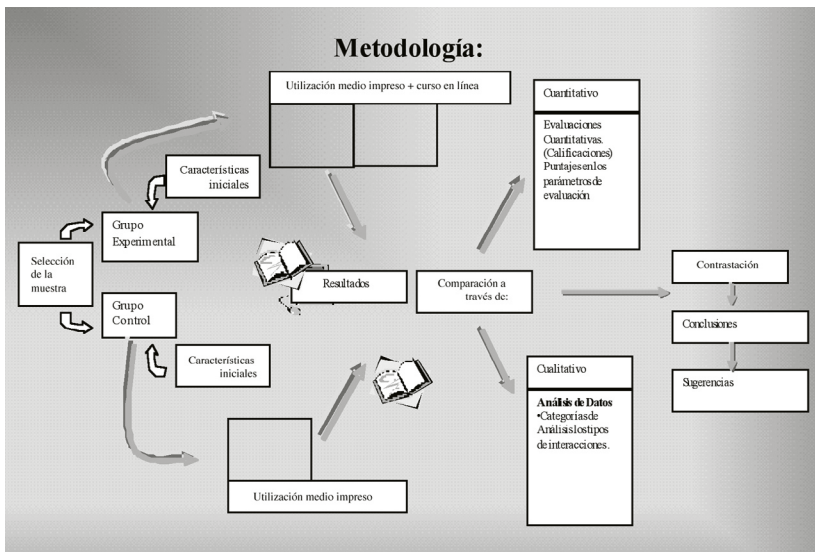 Metodología:
Utilización medio impreso + curso en línea
Características
iniciales
Grupo
Experimental
Selección
de la
muestra
Grupo
Control
Características
iniciales
Utilización medio impreso
Resultados
Comparación a
través de:
Cuantitativo
Evaluaciones
Cuantitativas.
(Calificaciones)
Puntajes en los
parámetros de
evaluación
Cualitativo
Análisis de Datos
•Categorías de
Análisis los tipos
de interacciones.
Contrastación
Conclusiones
Sugerencias